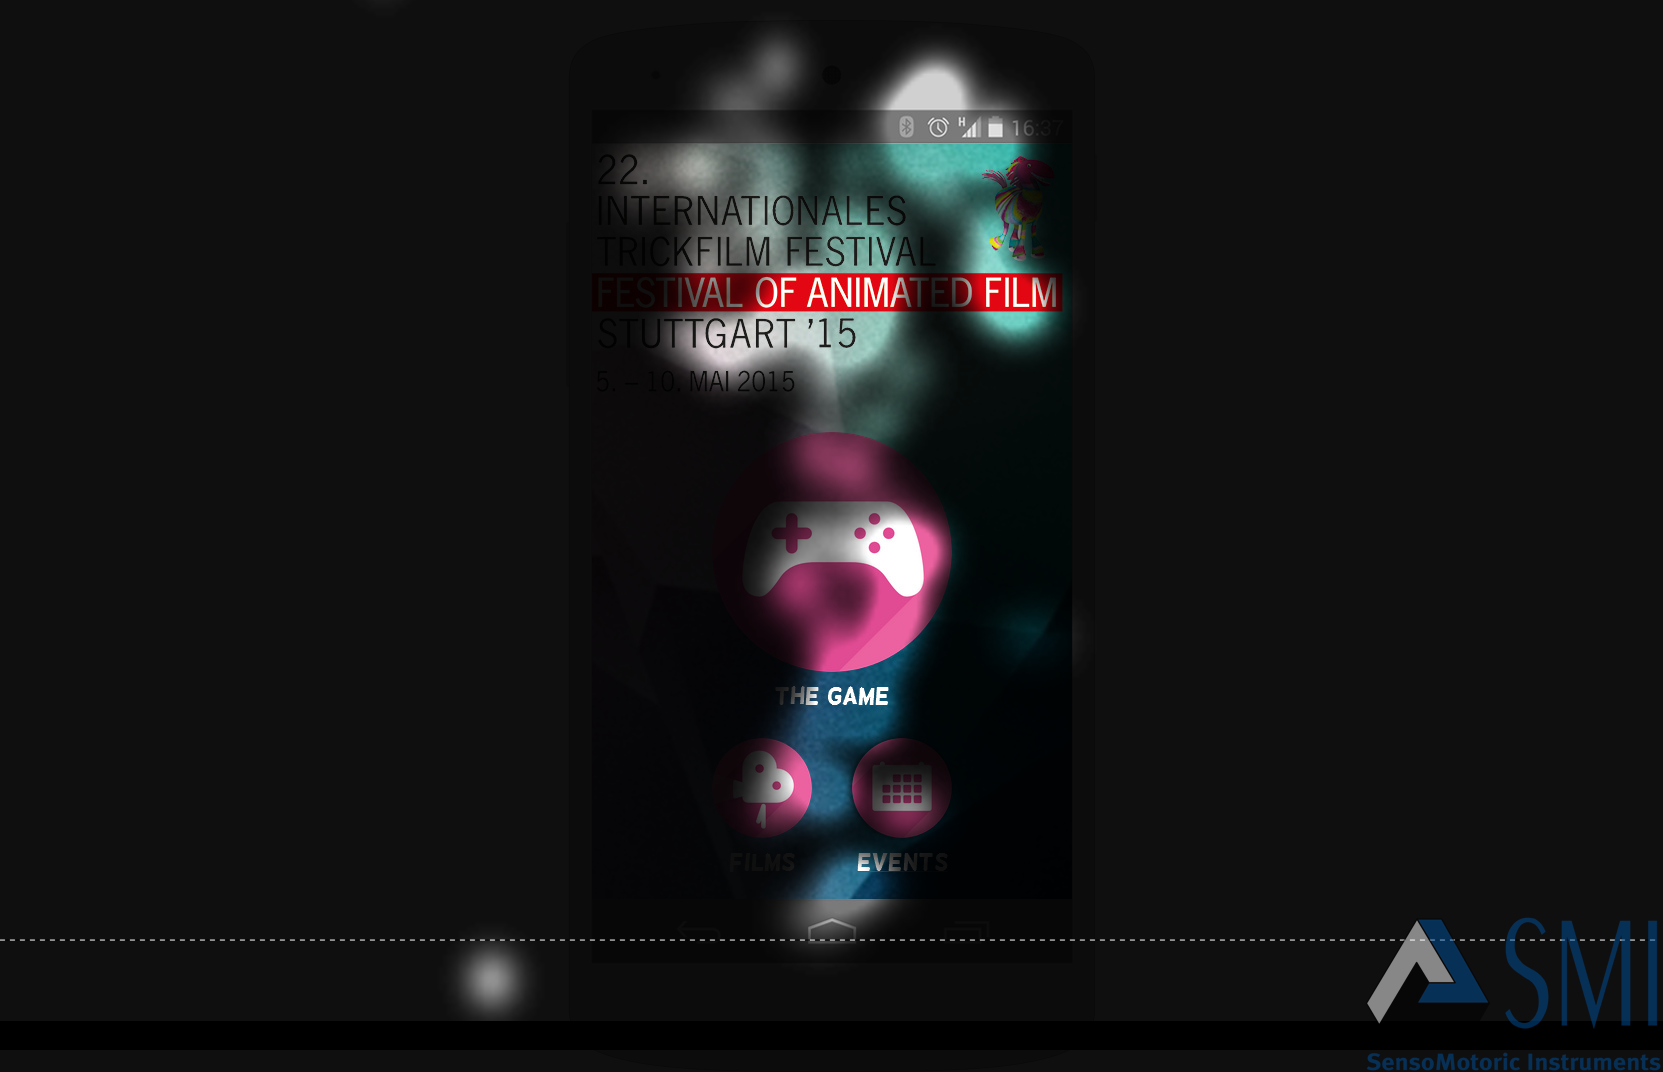 H 16:37
22.
INTERNATIONALES
TRICKFILM FESTIVAL
FESTIVAL OF ANIMATED FILM
STUTTGART ’15
5. – 10. MAI 2015
THE GAME
FILMS
EVENTS
SMI
SensoMotoric Instruments